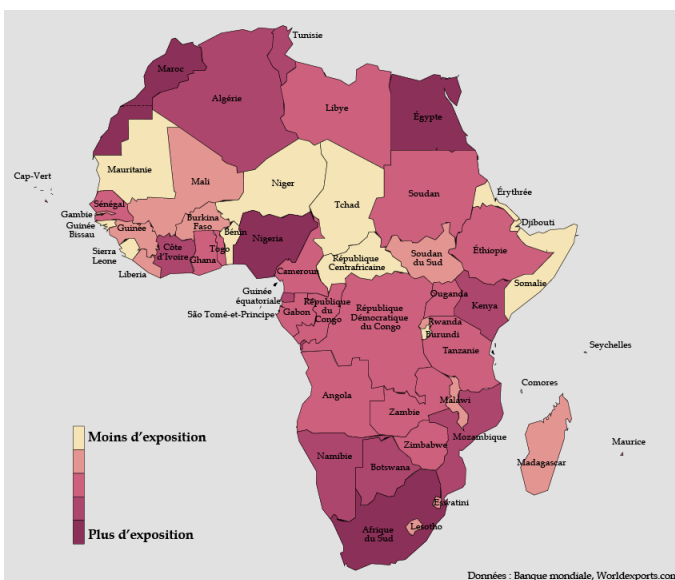 Tunisie
Maroc
Algérie
Libye
Égypte
Mauritanie
Mali
Niger
Tchad
Soudan
Érythrée
Cap-Vert
Sénégal
Gambie
Guinée
Bissau
Guinée
Burkina
Faso
Bénin
Nigeria
Djibouti
Sierra
Leone
Liberia
Côte
d'Ivoire
Ghana
Togo
Cameroun
République
Centrafricaine
Soudan
du Sud
Éthiopie
Somalie
Guinée
équatoriale
São Tomé-et-Principe
Gabon
République
du
Congo
République
Démocratique
du Congo
Ouganda
Kenya
Rwanda
Burundi
Tanzanie
Seychelles
Comores
Angola
Zambie
Malawi
Mozambique
Zimbabwe
Madagascar
Maurice
Namibie
Botswana
Eswatini
Lesotho
Afrique
du Sud
Moins d'exposition
Plus d'exposition
Données : Banque mondiale, Worldexports.com